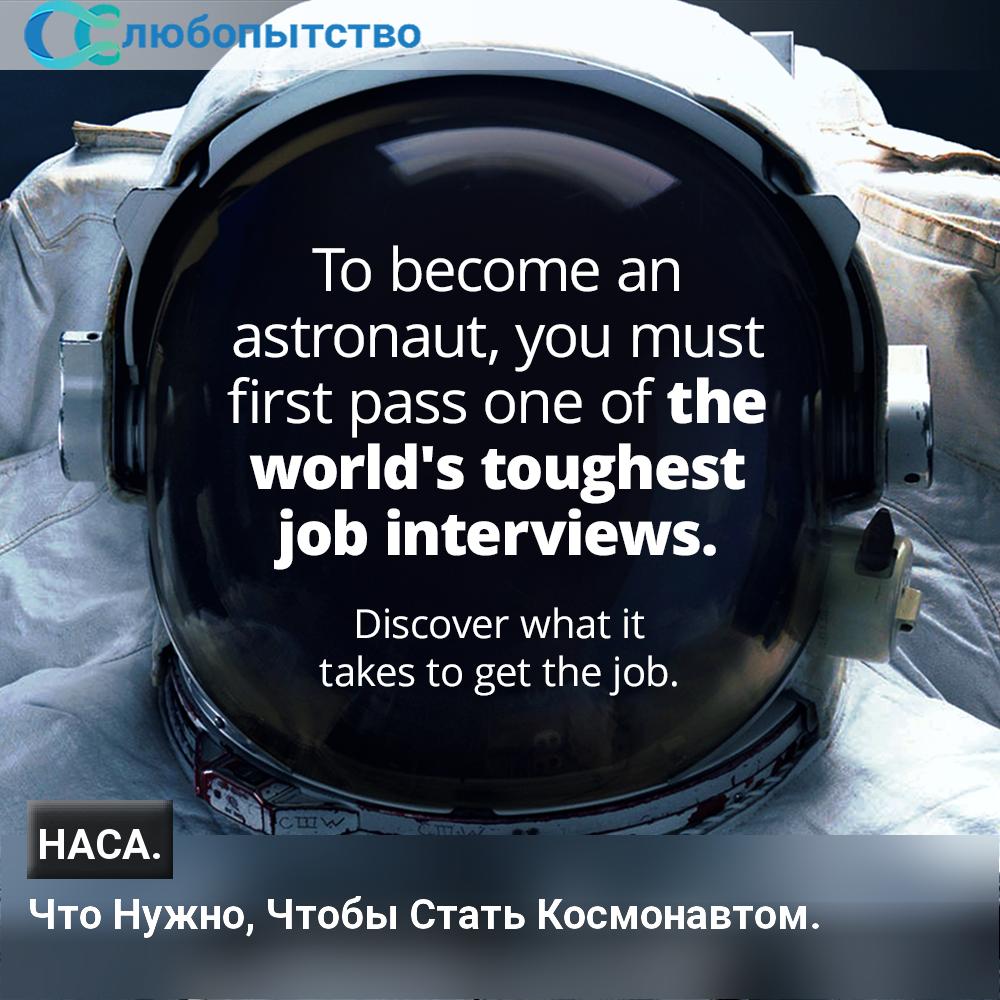 любопытство
To become an
astronaut, you must
first pass one of the
world's toughest
job interviews.
Discover what it
takes to get the job.
НАСА.
Что Нужно, Чтобы Стать Космонавтом.